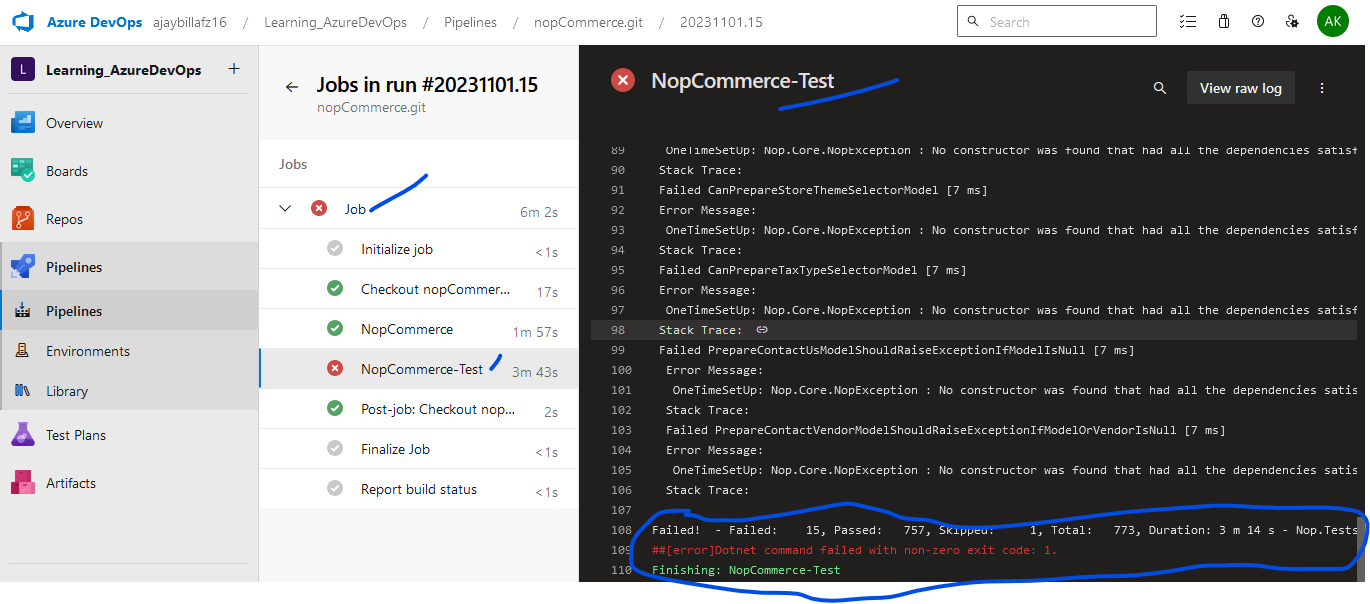 Azure DevOps ajaybillafz16 / Learning_AzureDevOps / Pipelines / nopCommerce.git / 20231101.15 Search AK
L Learning_AzureDevOps +
Overview
Boards
Repos
Pipelines
Pipelines
Environments
Library
Test Plans
Artifacts
Jobs in run #20231101.15
nopCommerce.git
Jobs
Job 6m 2s
Initialize job <1s
Checkout nopCommer... 17s
NopCommerce 1m 57s
NopCommerce-Test 3m 43s
Post-job: Checkout nop... 2s
Finalize Job <1s
Report build status <1s
NopCommerce-Test
View raw log
89 OneTimeSetUp: Nop.Core.NopException : No constructor was found that had all the dependencies satisf
90 Stack Trace:
91 Failed CanPrepareStoreThemeSelectorModel [7 ms]
92 Error Message:
93 OneTimeSetUp: Nop.Core.NopException : No constructor was found that had all the dependencies satisf
94 Stack Trace:
95 Failed CanPrepareTaxTypeSelectorModel [7 ms]
96 Error Message:
97 OneTimeSetUp: Nop.Core.NopException : No constructor was found that had all the dependencies satisf
98 Stack Trace:
99 Failed PrepareContactUsModelShouldRaiseExceptionIfModelIsNull [7 ms]
100 Error Message:
101 OneTimeSetUp: Nop.Core.NopException : No constructor was found that had all the dependencies satis
102 Stack Trace:
103 Failed PrepareContactVendorModelShouldRaiseExceptionIfModelOrVendorIsNull [7 ms]
104 Error Message:
105 OneTimeSetUp: Nop.Core.NopException : No constructor was found that had all the dependencies satis
106 Stack Trace:
107
108 Failed! - Failed: 15, Passed: 757, Skipped: 1, Total: 773, Duration: 3 m 14 s - Nop.Tests
109 ##[error]Dotnet command failed with non-zero exit code: 1.
110 Finishing: NopCommerce-Test